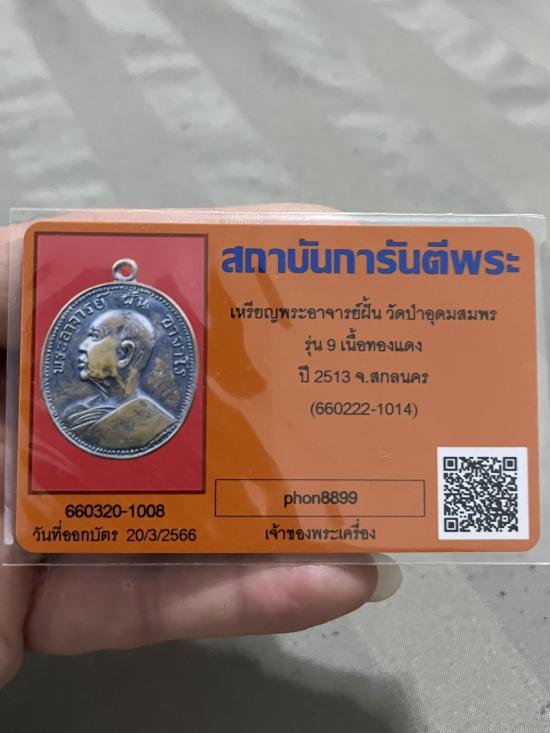 สถาบันการันตีพระ
เหรียญพระอาจารย์ฝั้น วัดป่าอุดมสมพร
รุ่น 9 เนื้อทองแดง
ปี 2513 จ.สกลนคร
(660222-1014)
พระอาจารย์ ฝั้น อาจาโร
660320-1008
วันที่ออกบัตร 20/3/2566
phon8899
เจ้าของพระเครื่อง